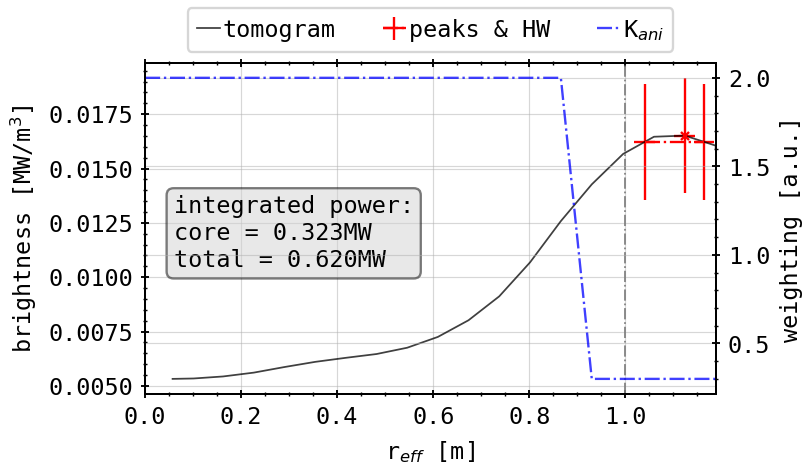 tomogram peaks & HW K_ani
brightness [MW/m³]
0.0175
0.0150
0.0125
0.0100
0.0075
0.0050
integrated power:
core = 0.323MW
total = 0.620MW
2.0
1.5
1.0
0.5
weighting [a.u.]
0.0 0.2 0.4 0.6 0.8 1.0
r_eff [m]